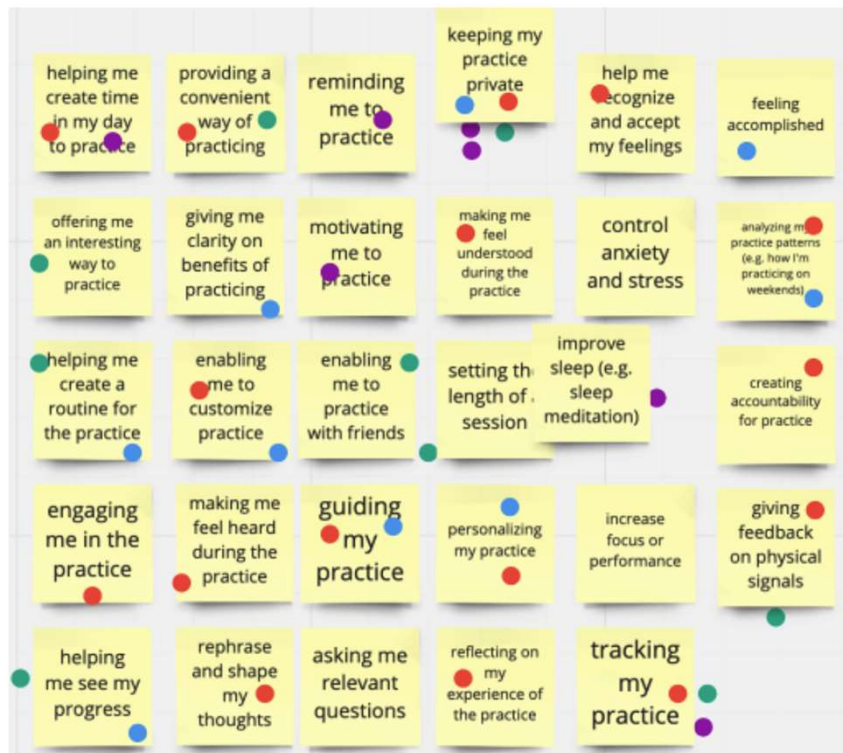 helping me
create time
in my day
to practice
providing a
convenient
way of
practicing
reminding
me to
practice
keeping my
practice
private
help me
recognize
and accept
my feelings
feeling
accomplished
offering me
an interesting
way to
practice
giving me
clarity on
benefits of
practicing
motivating
me to
practice
making me
feel
understood
during the
practice
control
anxiety
and stress
analyzing my
practice patterns
(e.g. how I'm
practicing on
weekends)
helping me
create a
routine for
the practice
enabling
me to
customize
practice
enabling
me to
practice
with friends
setting the
length of
session
improve
sleep (e.g.
sleep
meditation)
creating
accountability
for practice
engaging
me in the
practice
making me
feel heard
during the
practice
guiding
my
practice
personalizing
my practice
increase
focus or
performance
giving
feedback
on physical
signals
helping
me see my
progress
rephrase
and shape
my
thoughts
asking me
relevant
questions
reflecting on
my
experience of
the practice
tracking
my
practice